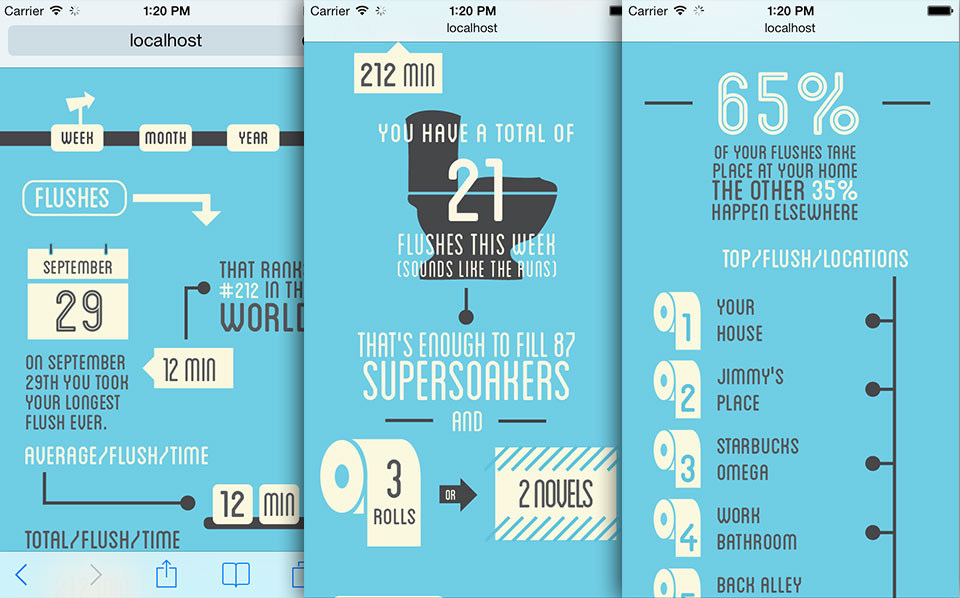 Carrier 1:20 PM
localhost
WEEK MONTH YEAR
FLUSHES
SEPTEMBER
29
THAT RANK
#212 IN TH
WORL
ON SEPTEMBER
29TH YOU TOOK
YOUR LONGEST
FLUSH EVER.
12 MIN
AVERAGE/FLUSH/TIME
12 MIN
TOTAL/FLUSH/TIME
Carrier 1:20 PM
localhost
212 MIN
YOU HAVE A TOTAL OF
21
FLUSHES THIS WEEK
(SOUNDS LIKE THE RUNS)
THAT'S ENOUGH TO FILL 87
SUPERSOAKERS
AND
3
ROLLS
OR
2 NOVELS
Carrier 1:20 PM
localhost
65%
OF YOUR FLUSHES TAKE
PLACE AT YOUR HOME
THE OTHER 35%
HAPPEN ELSEWHERE
TOP/FLUSH/LOCATIONS
1 YOUR
HOUSE
2 JIMMY'S
PLACE
3 STARBUCKS
OMEGA
4 WORK
BATHROOM
5 BACK ALLEY